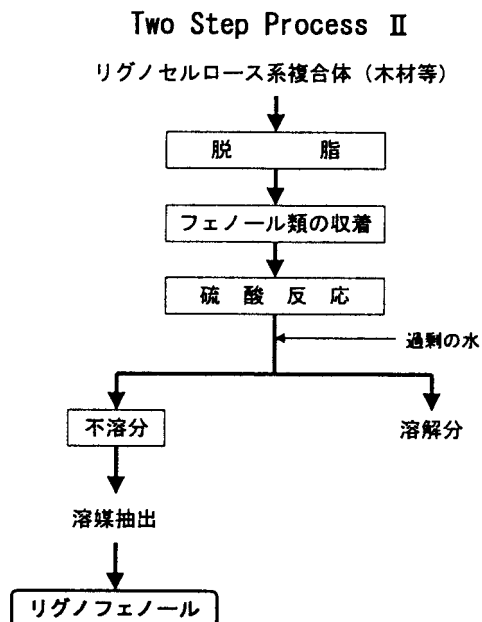 Two Step Process Ⅱ
リグノセルロース系複合体（木材等）
脱　　　脂
フェノール類の収着
硫　酸　反　応
過剰の水
不溶分
溶解分
溶媒抽出
リグノフェノール